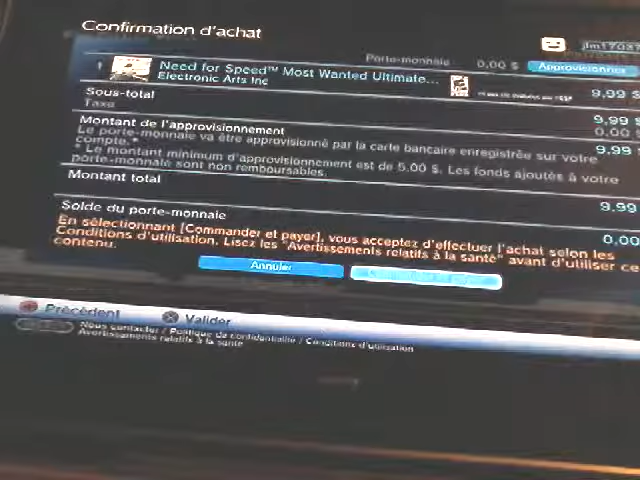 Confirmation d'achat
jlm1703
Porte-monnaie 0,00 $ Approvisionner
1 Need for Speed™ Most Wanted Ultimate...
Electronic Arts Inc
9,99 $
Sous-total 9,99 $
Taxe 0,00
Montant de l'approvisionnement 9,99
Le porte-monnaie va être approvisionné par la carte bancaire enregistrée sur votre
compte.*
* Le montant minimum d'approvisionnement est de 5.00 $. Les fonds ajoutés à votre
porte-monnaie sont non remboursables.
Montant total 9,99
Solde du porte-monnaie 0,00
En sélectionnant [Commander et payer], vous acceptez d'effectuer l'achat selon les
Conditions d'utilisation. Lisez les "Avertissements relatifs à la santé" avant d'utiliser ce
contenu.
Annuler
Précédent Valider
Nous contacter / Politique de confidentialité / Conditions d'utilisation
Avertissements relatifs à la santé